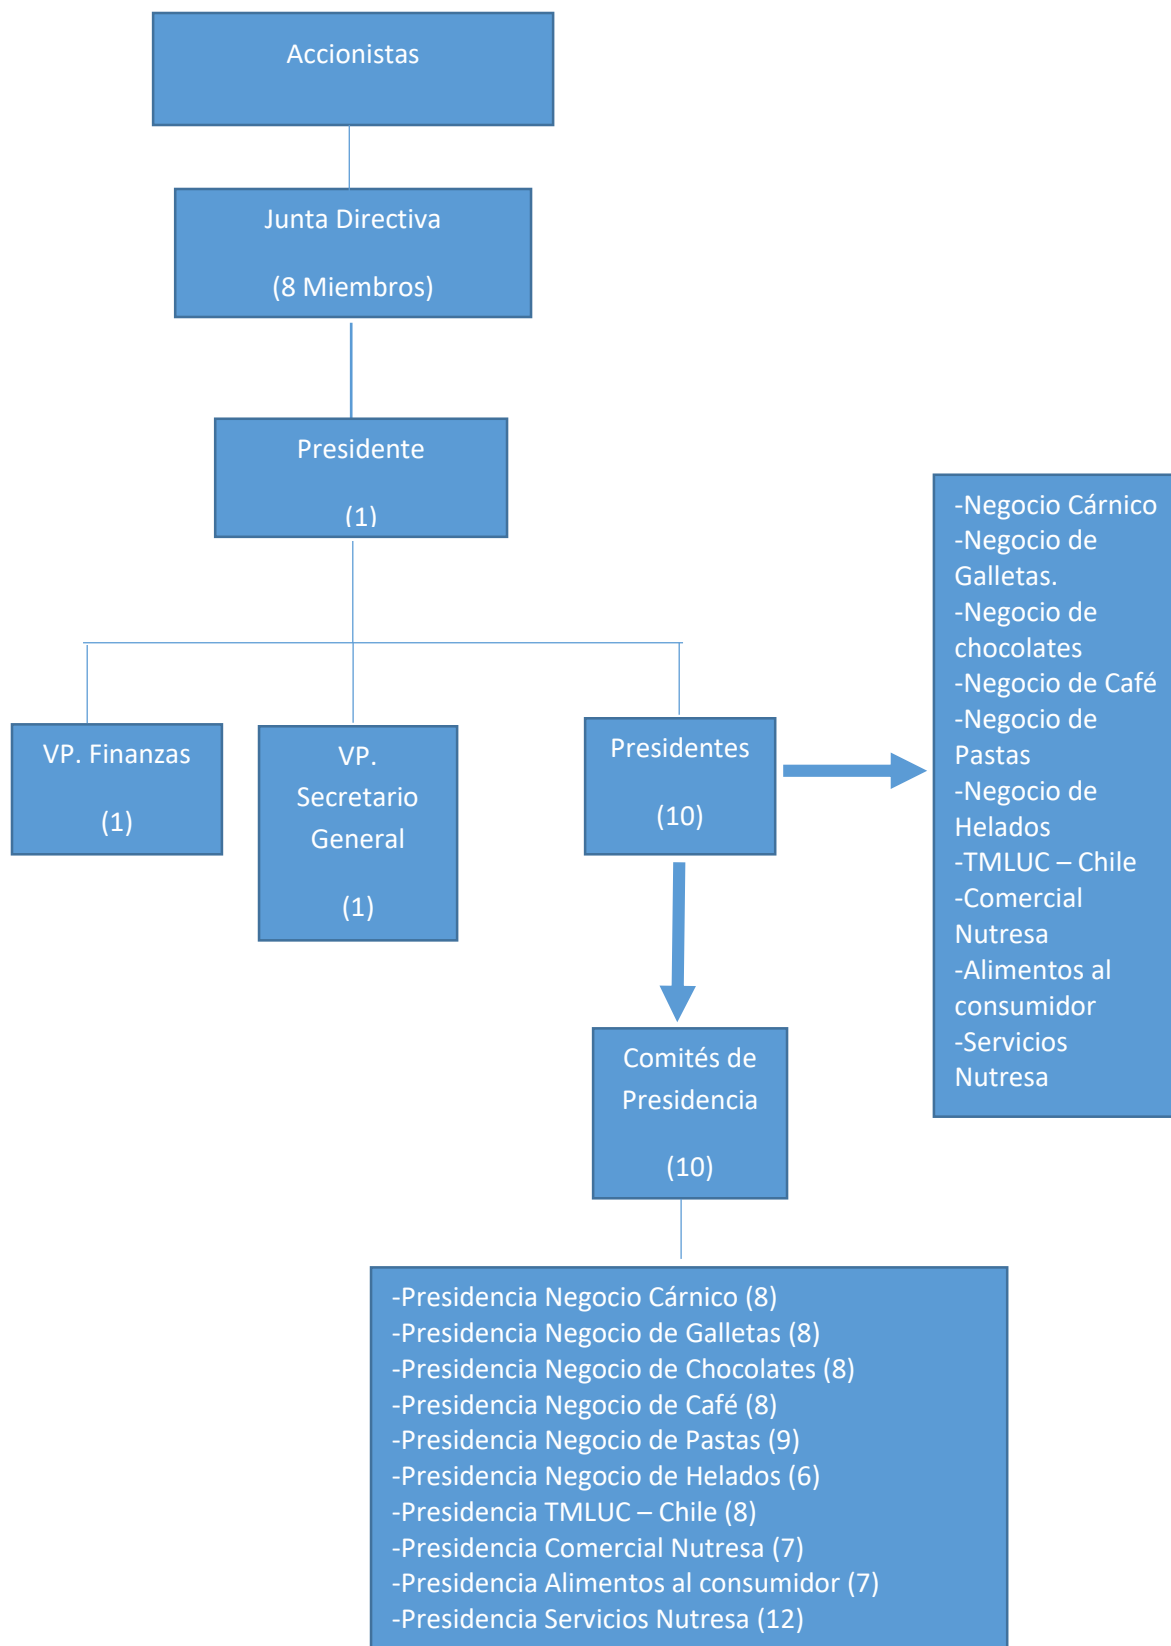 Accionistas
Junta Directiva
(8 Miembros)
Presidente
(1)
VP. Finanzas
(1)
VP.
Secretario
General
(1)
Presidentes
(10)
-Negocio Cárnico
-Negocio de
Galletas.
-Negocio de
chocolates
-Negocio de Café
-Negocio de
Pastas
-Negocio de
Helados
-TMLUC – Chile
-Comercial
Nutresa
-Alimentos al
consumidor
-Servicios
Nutresa
Comités de
Presidencia
(10)
-Presidencia Negocio Cárnico (8)
-Presidencia Negocio de Galletas (8)
-Presidencia Negocio de Chocolates (8)
-Presidencia Negocio de Café (8)
-Presidencia Negocio de Pastas (9)
-Presidencia Negocio de Helados (6)
-Presidencia TMLUC – Chile (8)
-Presidencia Comercial Nutresa (7)
-Presidencia Alimentos al consumidor (7)
-Presidencia Servicios Nutresa (12)